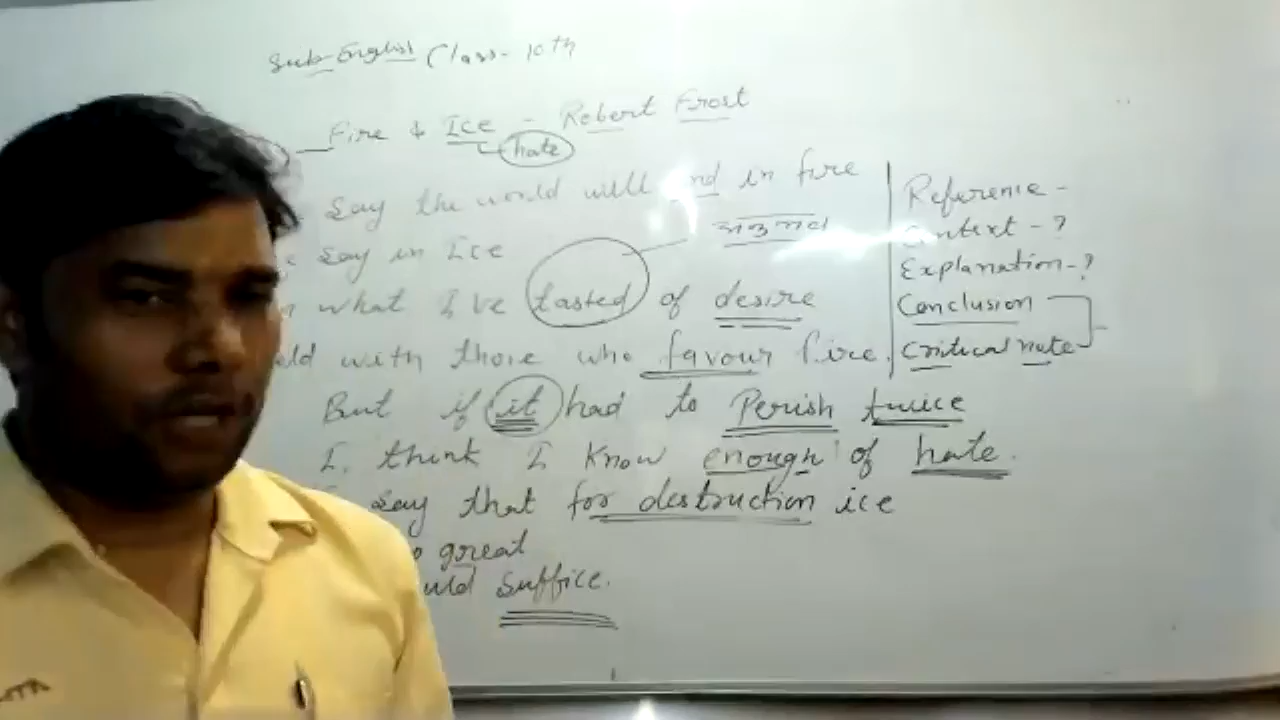 Sub-English Class-10th
Fire & Ice - Robert Frost
hate
Say the world will end in fire
Say in Ice
अनुभव
what I've tasted of desire
with those who favour fire.
But if it had to Perish twice
I think I know enough of hate.
Say that for destruction ice
great
suffice.
Reference-
Context-?
Explanation-?
Conclusion
Critical note